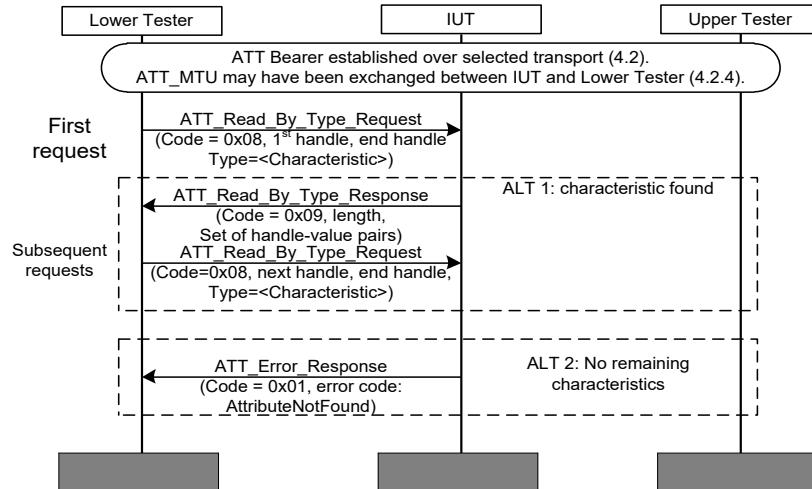 Lower Tester
IUT
Upper Tester
ATT Bearer established over selected transport (4.2).
ATT_MTU may have been exchanged between IUT and Lower Tester (4.2.4).
First
request
ATT_Read_By_Type_Request
(Code = 0x08, 1st handle, end handle
Type=<Characteristic>)
ALT 1: characteristic found
ATT_Read_By_Type_Response
(Code = 0x09, length,
Set of handle-value pairs)
Subsequent
requests
ATT_Read_By_Type_Request
(Code=0x08, next handle, end handle,
Type=<Characteristic>)
ALT 2: No remaining
characteristics
ATT_Error_Response
(Code = 0x01, error code:
AttributeNotFound)